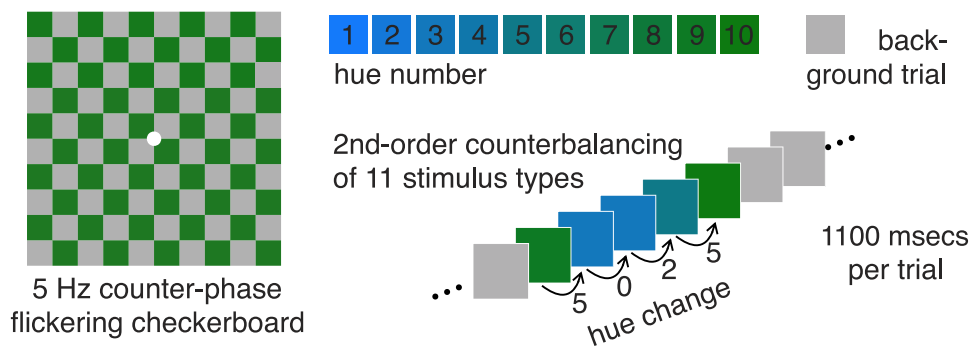 1 2 3 4 5 6 7 8 9 10
hue number
back-
ground trial
2nd-order counterbalancing
of 11 stimulus types
5 0 2 5
hue change
1100 msecs
per trial
5 Hz counter-phase
flickering checkerboard